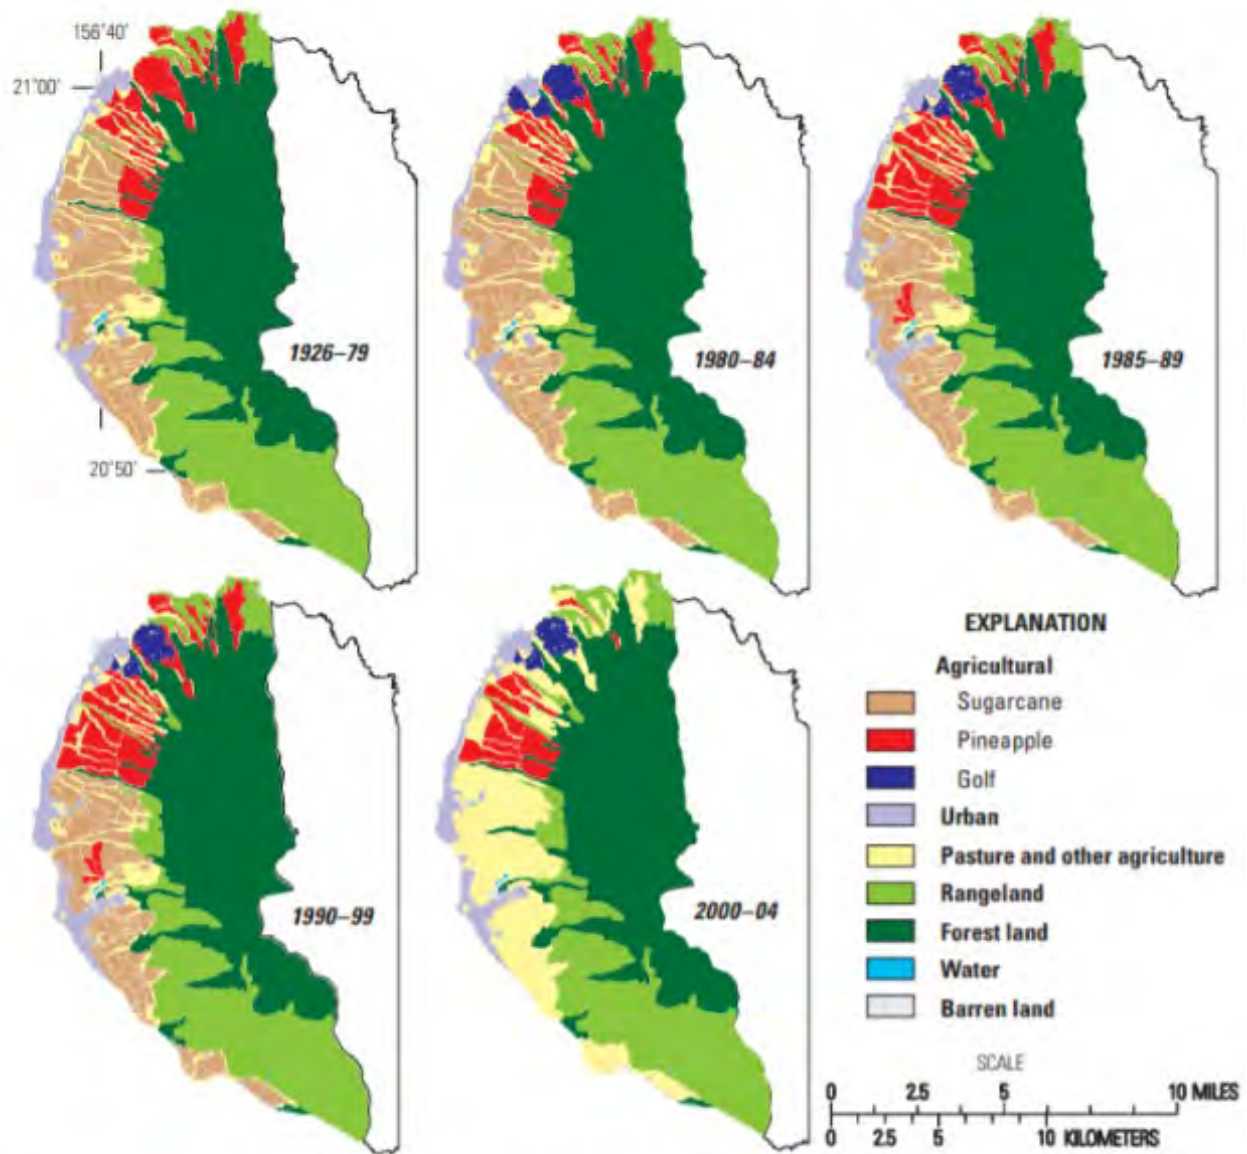 156°40'
21°00'
1926–79
1980–84
1985–89
20°50'
1990–99
2000–04
EXPLANATION
Agricultural
Sugarcane
Pineapple
Golf
Urban
Pasture and other agriculture
Rangeland
Forest land
Water
Barren land
SCALE
0 2.5 5 10 MILES
0 2.5 5 10 KILOMETERS